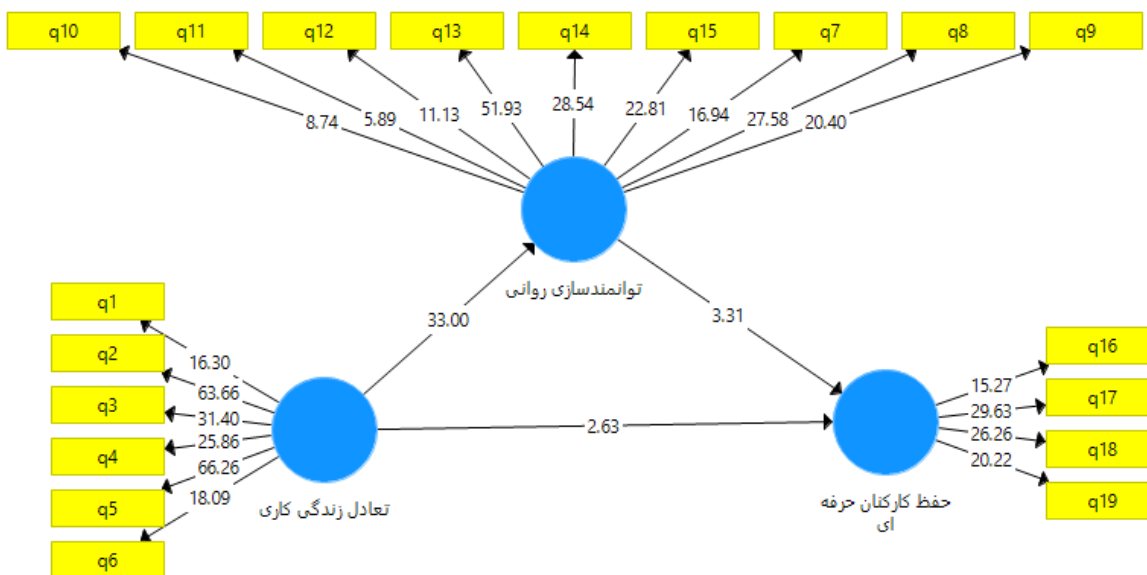 q10
q11
q12
q13
q14
q15
q7
q8
q9
8.74
5.89
11.13
51.93
28.54
22.81
16.94
27.58
20.40
توانمندسازی روانی
33.00
3.31
q1
q2
q3
q4
q5
q6
16.30
63.66
31.40
25.86
66.26
18.09
تعادل زندگی کاری
2.63
حفظ کارکنان حرفه
ای
15.27
29.63
26.26
20.22
q16
q17
q18
q19